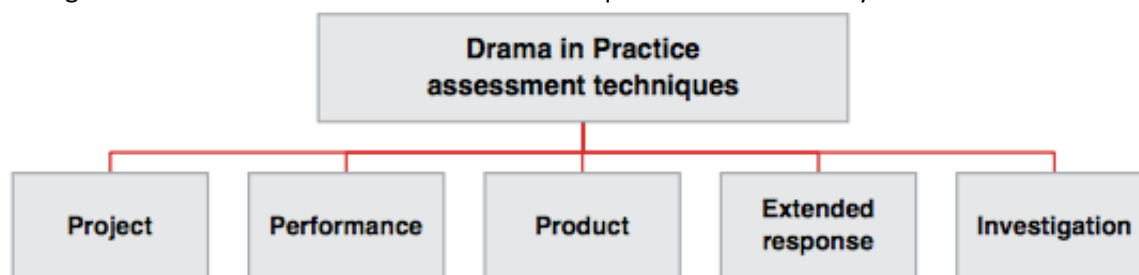 Drama in Practice
assessment techniques
Project
Performance
Product
Extended
response
Investigation